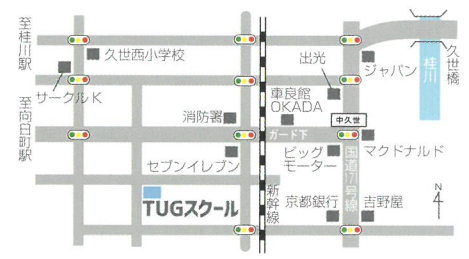 至桂川駅
久世西小学校
サークルK
至向日町駅
消防署
セブンイレブン
TUGスクール
新幹線
出光
車良館
OKADA
ガード下
中久世
ビッグ
モーター
国道171号線
京都銀行
吉野屋
マクドナルド
ジャパン
桂川
久世橋
N